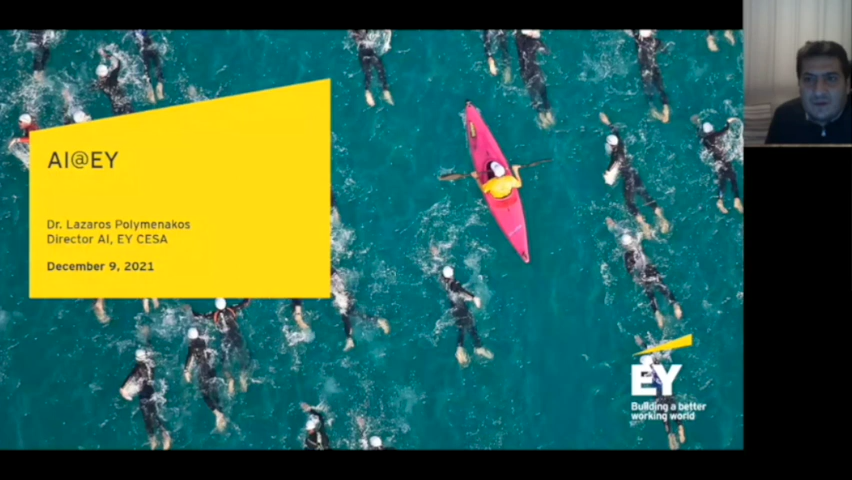 AI@EY
Dr. Lazaros Polymenakos
Director AI, EY CESA
December 9, 2021
EY
Building a better
working world